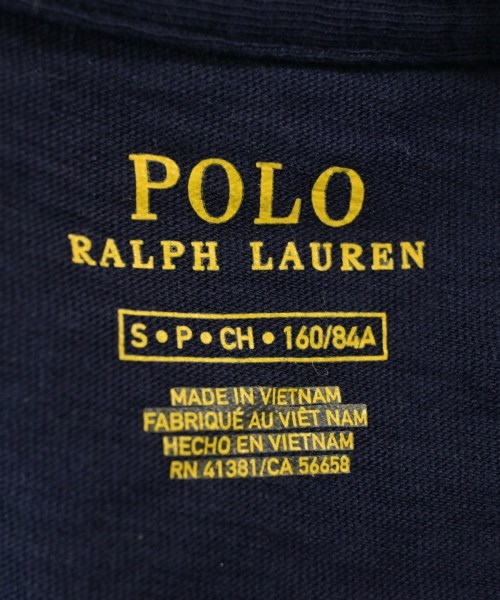 POLO
RALPH LAUREN
S • P • CH • 160/84A
MADE IN VIETNAM
FABRIQUÉ AU VIÊT NAM
HECHO EN VIETNAM
RN 41381/CA 56658